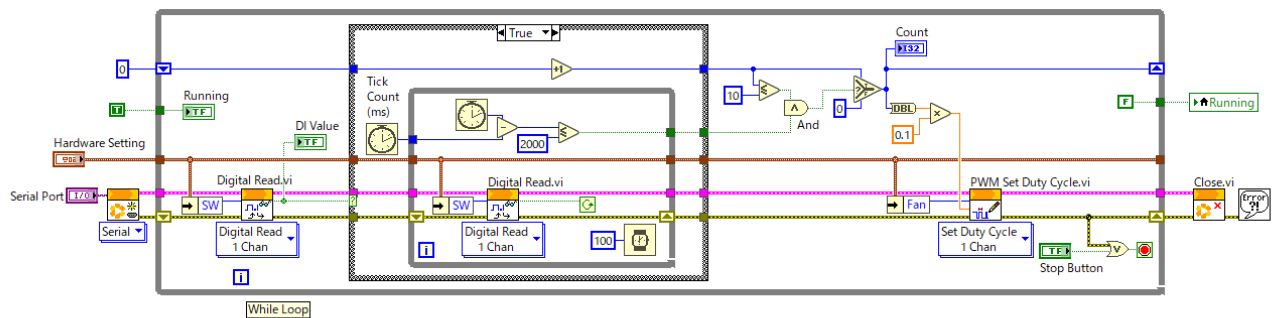 True
Count
I32
0
+1
Tick
Count
(ms)
10
And
0
DBL
0.1
T
Running
TF
DI Value
TF
2000
F
Running
Hardware Setting
Digital Read.vi
SW
Digital Read
1 Chan
Digital Read.vi
SW
Digital Read
1 Chan
PWM Set Duty Cycle.vi
Fan
Set Duty Cycle
1 Chan
Close.vi
Error
?!
Serial Port
I/O
Serial
i
i
100
TF
Stop Button
V
While Loop